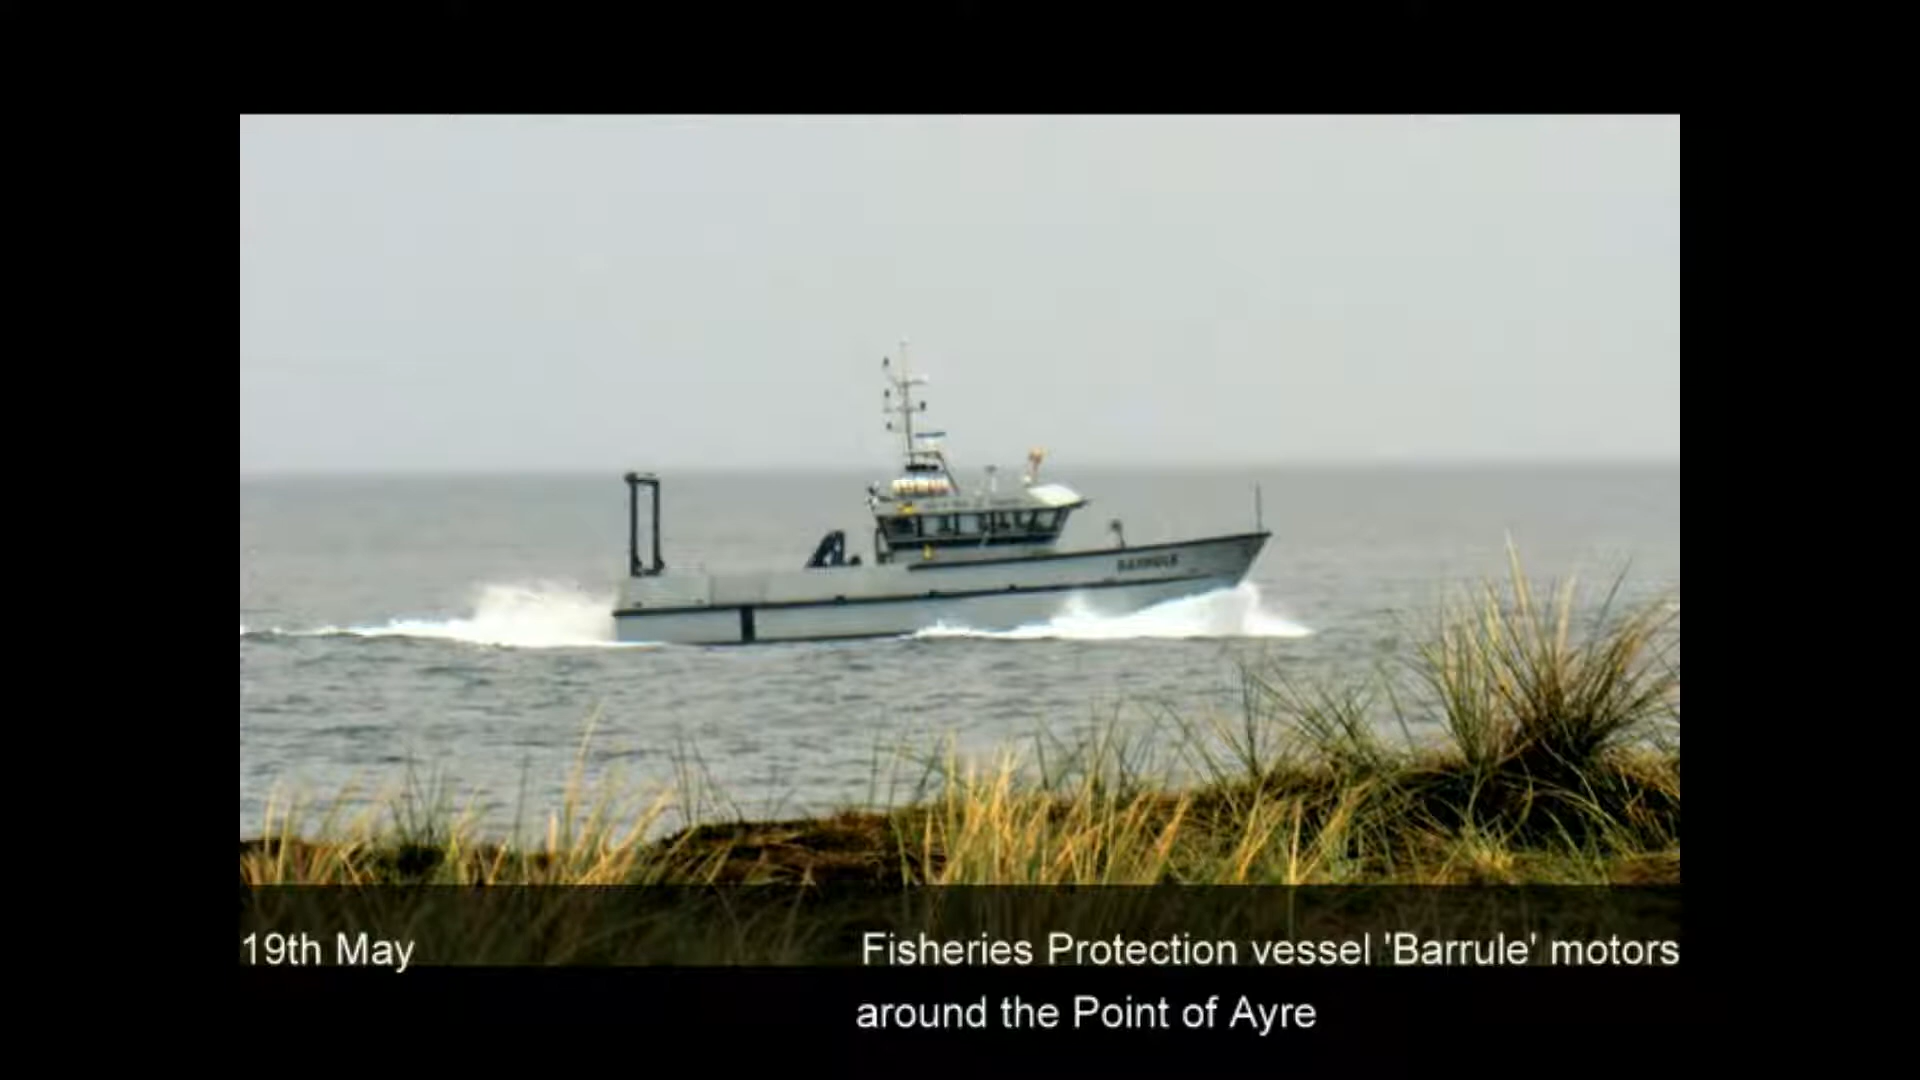 BARRULE
19th May
Fisheries Protection vessel 'Barrule' motors
around the Point of Ayre